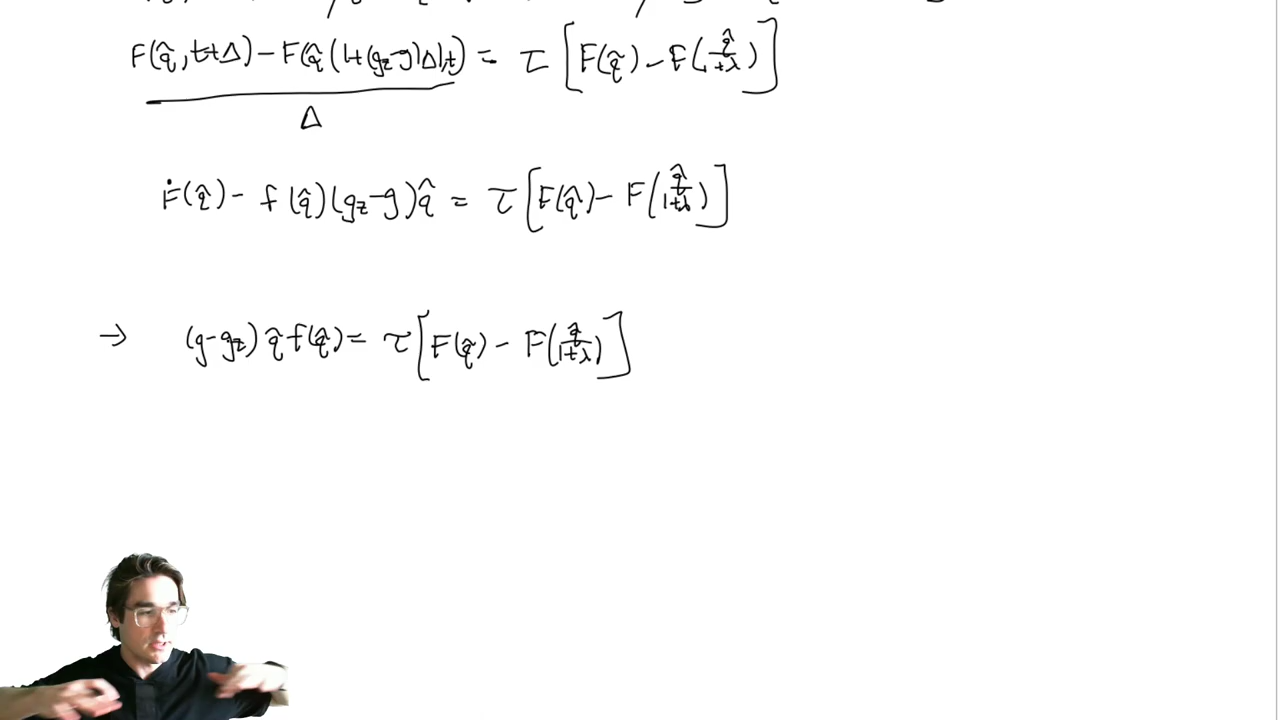 F(q̂, t+Δ) − F(q̂(1+(g_z−g)Δ),t) = τ [F(q̂) − F(q̂/1+λ)]
Δ
Ḟ(q̂) − f(q̂)(g_z−g)q̂ = τ [F(q̂) − F(q̂/1+λ)]
→ (g−g_z) q̂ f(q̂) = τ [F(q̂) − F(q̂/1+λ)]